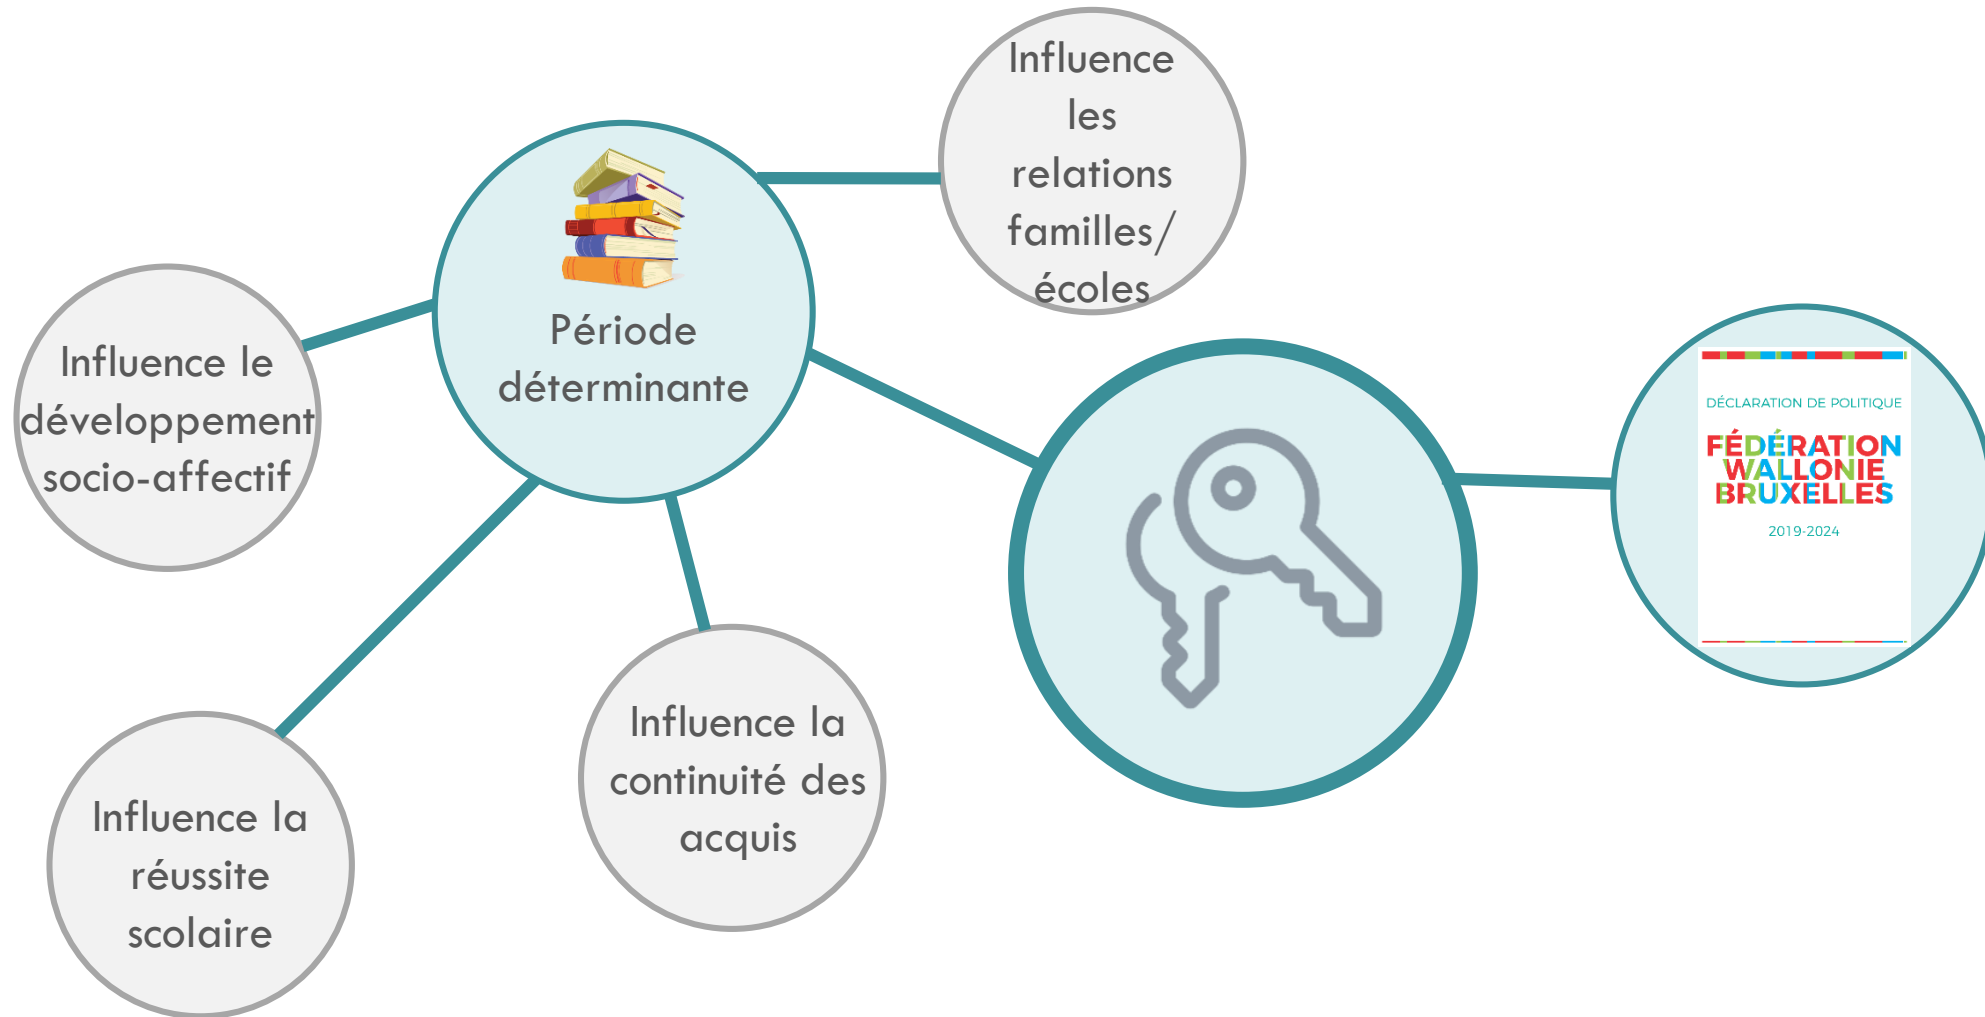 Influence
les
relations
familles/
écoles
Période
déterminante
Influence le
développement
socio-affectif
DÉCLARATION DE POLITIQUE
FÉDÉRATION
WALLONIE
BRUXELLES
2019-2024
Influence la
continuité des
acquis
Influence la
réussite
scolaire